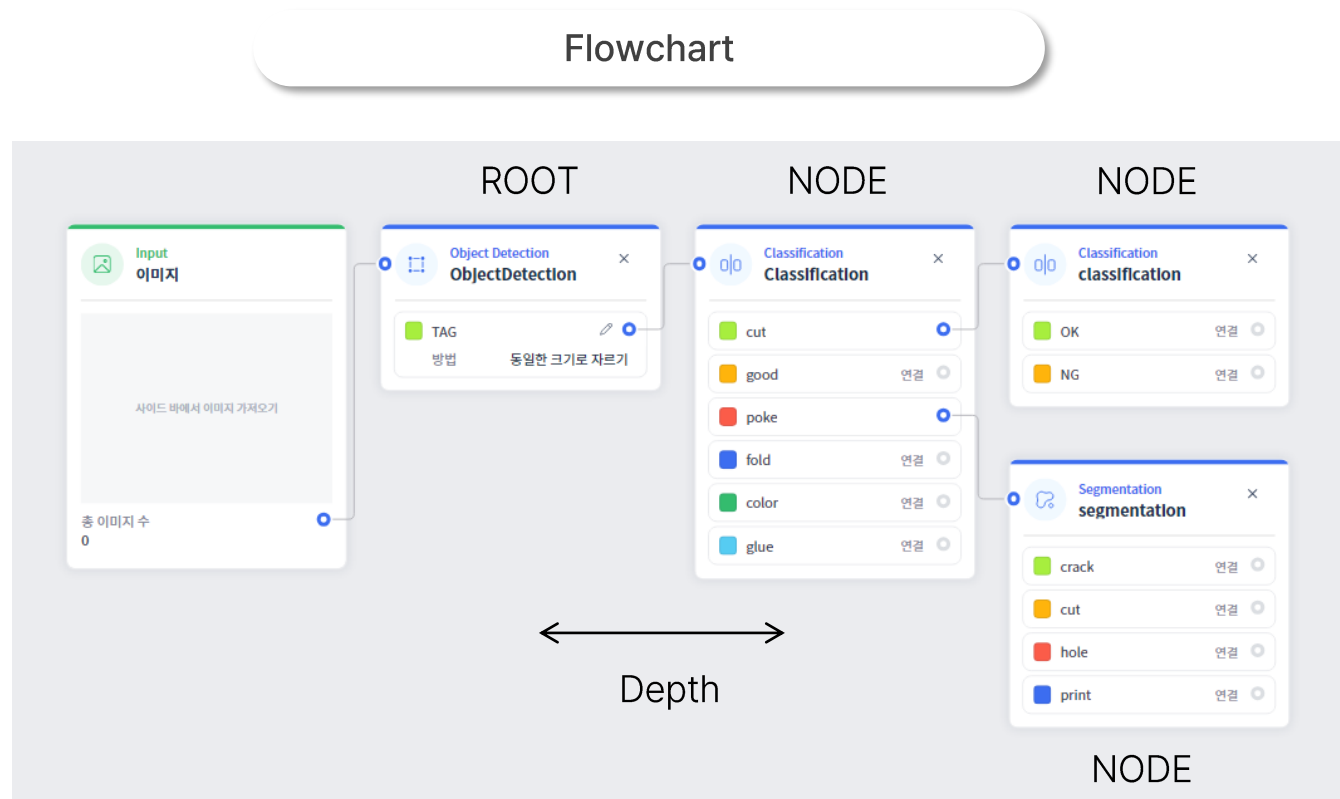 Flowchart
ROOT
NODE
NODE
Input
이미지
사이드 바에서 이미지 가져오기
총 이미지 수
0
Object Detection
ObjectDetection
TAG
방법 동일한 크기로 자르기
Classification
Classification
cut
good 연결
poke
fold 연결
color 연결
glue 연결
Classification
classification
OK 연결
NG 연결
Segmentation
segmentation
crack 연결
cut 연결
hole 연결
print 연결
Depth
NODE